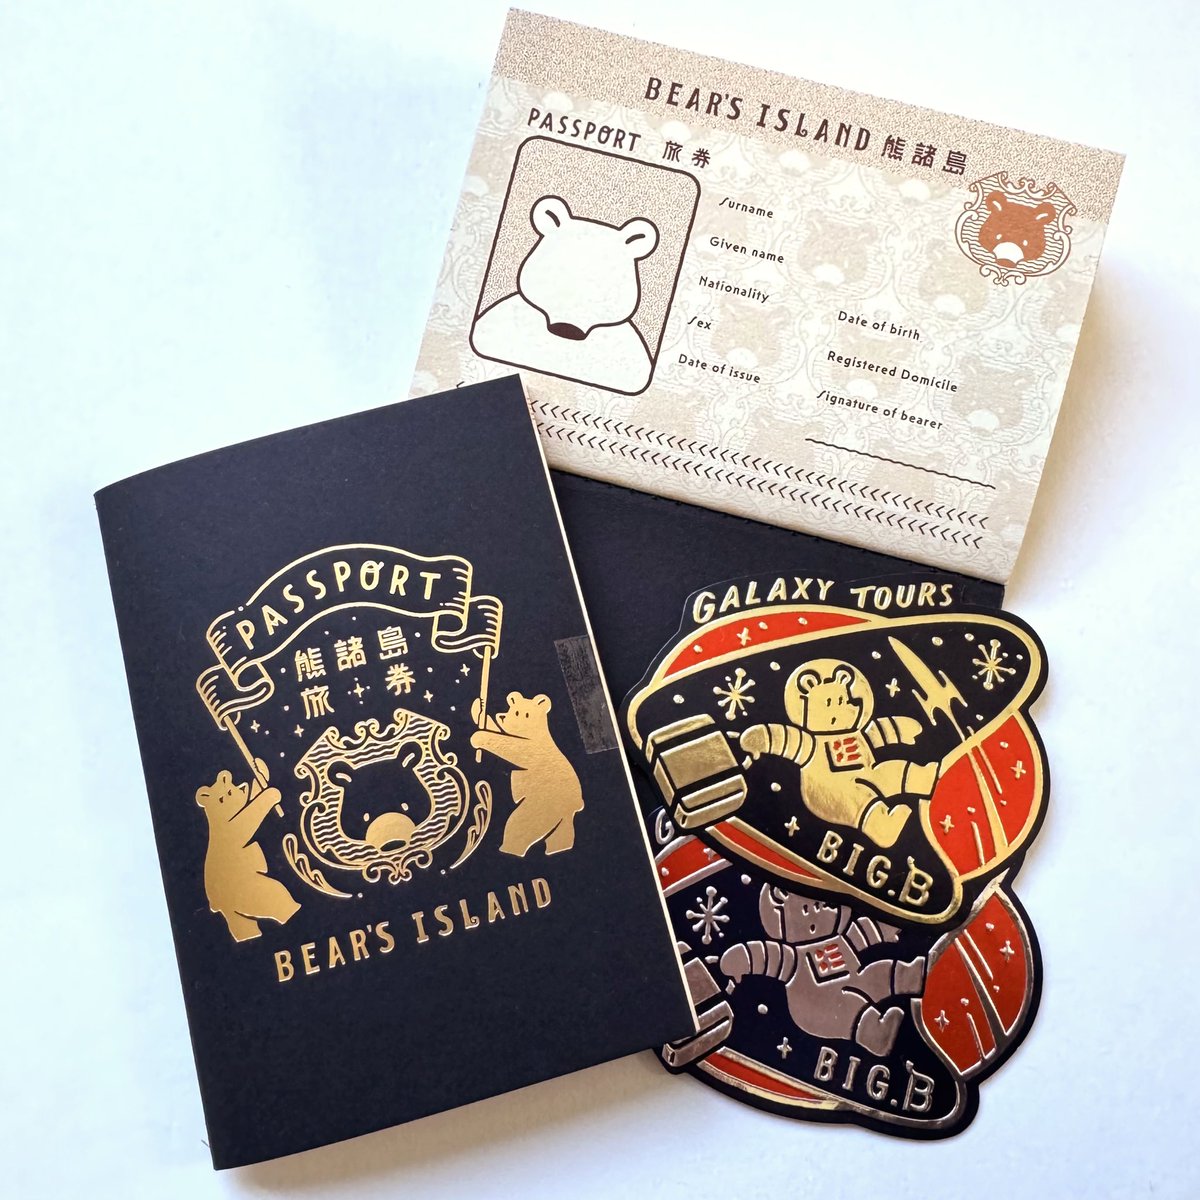 BEAR'S ISLAND 熊諸島
PASSPORT 旅券
Surname
Given name
Nationality
Sex
Date of issue
Date of birth
Registered Domicile
Signature of bearer
PASSPORT
熊諸島
旅券
BEAR'S ISLAND
GALAXY TOURS
BIG.B
G
BIG.B